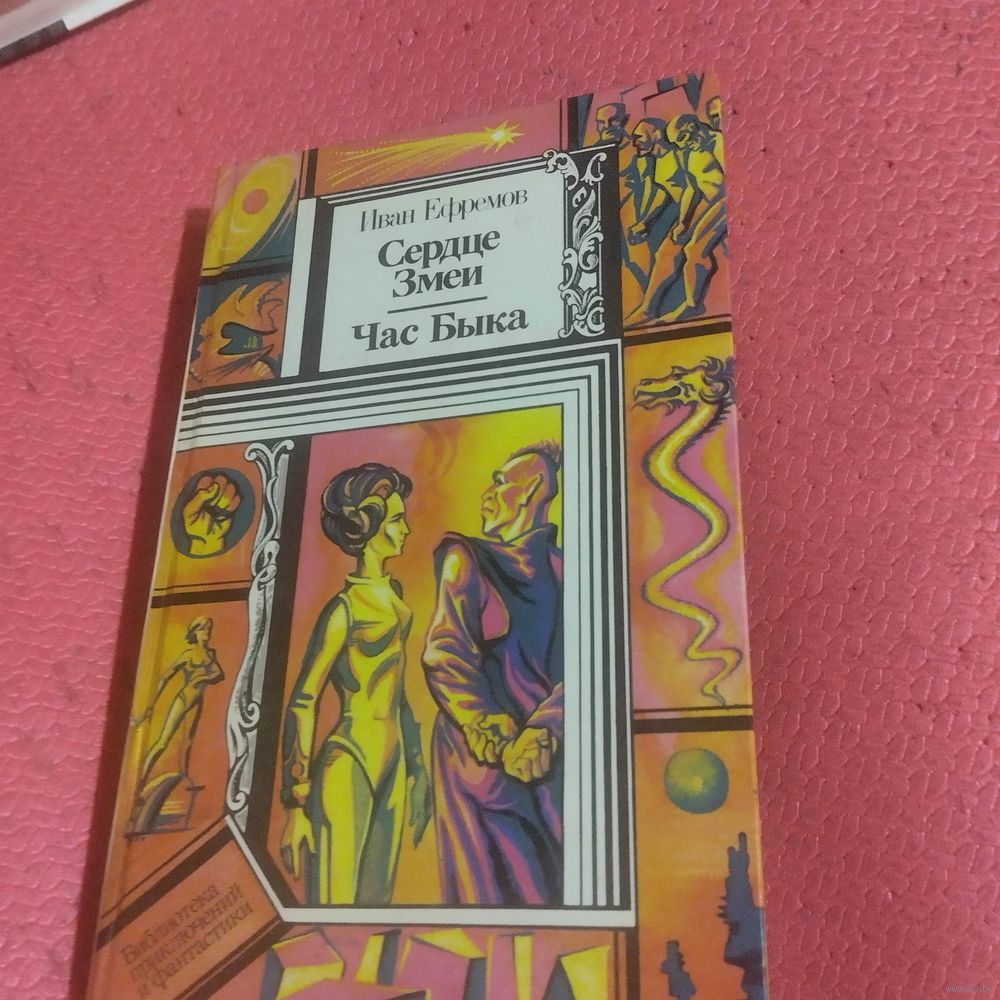 Иван Ефремов
Сердце
Змеи
Час Быка
Библиотека
приключений
и фантастики